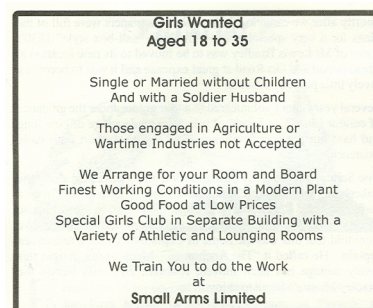 Girls Wanted
Aged 18 to 35
Single or Married without Children
And with a Soldier Husband
Those engaged in Agriculture or
Wartime Industries not Accepted
We Arrange for your Room and Board
Finest Working Conditions in a Modern Plant
Good Food at Low Prices
Special Girls Club in Separate Building with a
Variety of Athletic and Lounging Rooms
We Train You to do the Work
at
Small Arms Limited